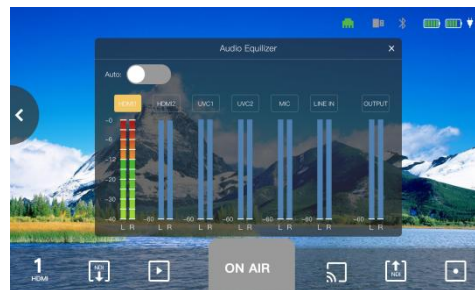 Audio Equilizer
×
Auto:
HDMI1 HDMI2 UVC1 UVC2 MIC LINE IN OUTPUT
-0
-6
-12
-20
-30
-40 -60 -60 -60 -60 -60 -60
L R L R L R L R L R L R L R
1
HDMI
NDI
ON AIR
NDI